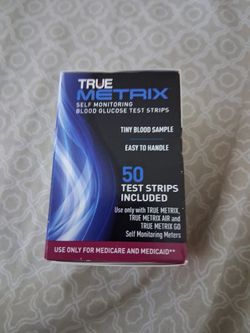 TRUE
METRIX
SELF MONITORING
BLOOD GLUCOSE TEST STRIPS
TINY BLOOD SAMPLE
EASY TO HANDLE
50
TEST STRIPS
INCLUDED
Use only with TRUE METRIX,
TRUE METRIX AIR and
TRUE METRIX GO
Self Monitoring Meters
USE ONLY FOR MEDICARE AND MEDICAID**